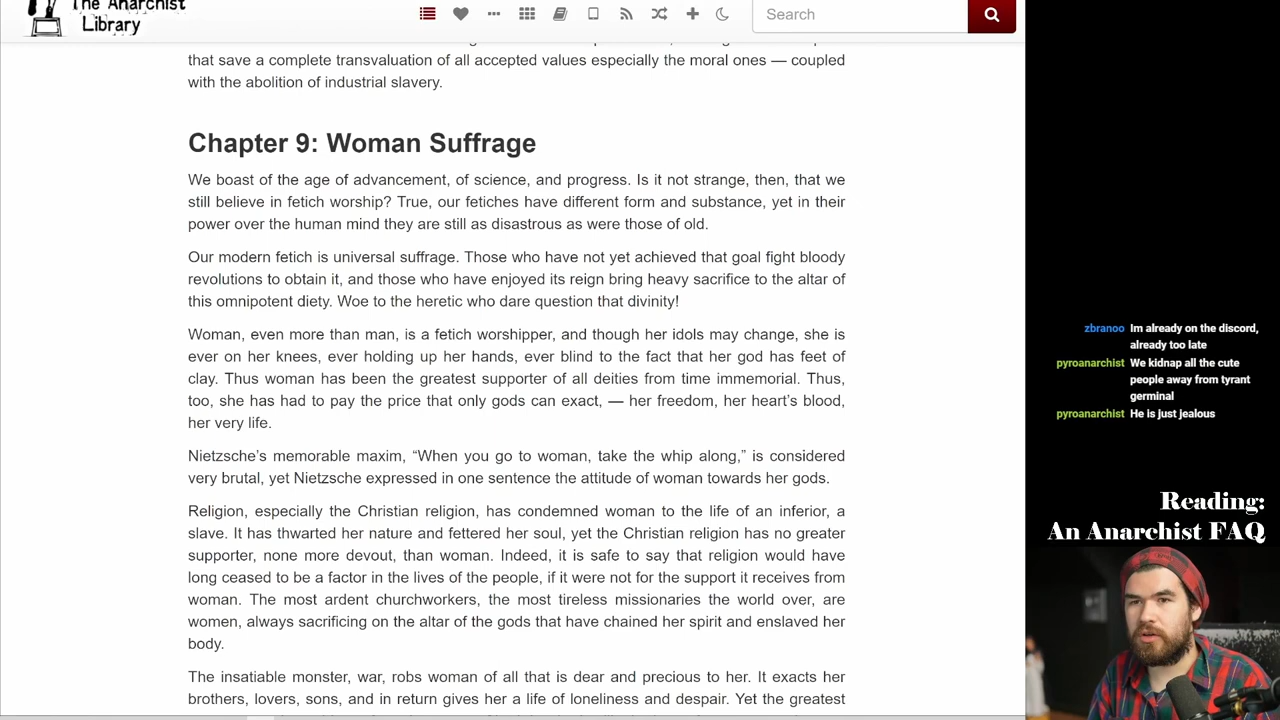 The Anarchist
Library
Search
that save a complete transvaluation of all accepted values especially the moral ones — coupled
with the abolition of industrial slavery.
Chapter 9: Woman Suffrage
We boast of the age of advancement, of science, and progress. Is it not strange, then, that we
still believe in fetich worship? True, our fetiches have different form and substance, yet in their
power over the human mind they are still as disastrous as were those of old.
Our modern fetich is universal suffrage. Those who have not yet achieved that goal fight bloody
revolutions to obtain it, and those who have enjoyed its reign bring heavy sacrifice to the altar of
this omnipotent diety. Woe to the heretic who dare question that divinity!
Woman, even more than man, is a fetich worshipper, and though her idols may change, she is
ever on her knees, ever holding up her hands, ever blind to the fact that her god has feet of
clay. Thus woman has been the greatest supporter of all deities from time immemorial. Thus,
too, she has had to pay the price that only gods can exact, — her freedom, her heart’s blood,
her very life.
Nietzsche’s memorable maxim, “When you go to woman, take the whip along,” is considered
very brutal, yet Nietzsche expressed in one sentence the attitude of woman towards her gods.
Religion, especially the Christian religion, has condemned woman to the life of an inferior, a
slave. It has thwarted her nature and fettered her soul, yet the Christian religion has no greater
supporter, none more devout, than woman. Indeed, it is safe to say that religion would have
long ceased to be a factor in the lives of the people, if it were not for the support it receives from
woman. The most ardent churchworkers, the most tireless missionaries the world over, are
women, always sacrificing on the altar of the gods that have chained her spirit and enslaved her
body.
The insatiable monster, war, robs woman of all that is dear and precious to her. It exacts her
brothers, lovers, sons, and in return gives her a life of loneliness and despair. Yet the greatest
zbranoo Im already on the discord,
already too late
pyroanarchist We kidnap all the cute
people away from tyrant
germinal
pyroanarchist He is just jealous
Reading:
An Anarchist FAQ